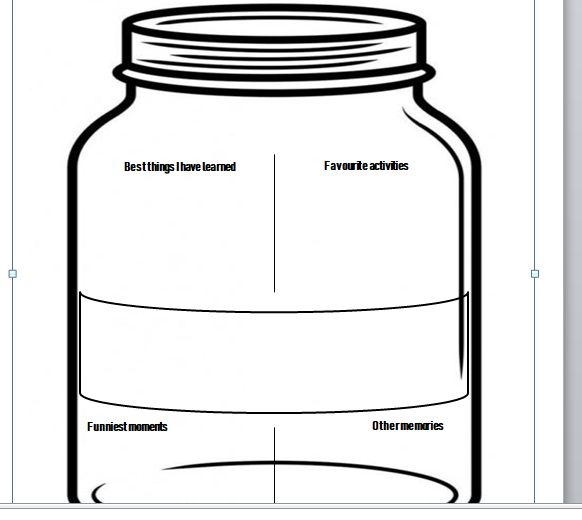 Best things I have learned
Favourite activities
Funniest moments
Other memories